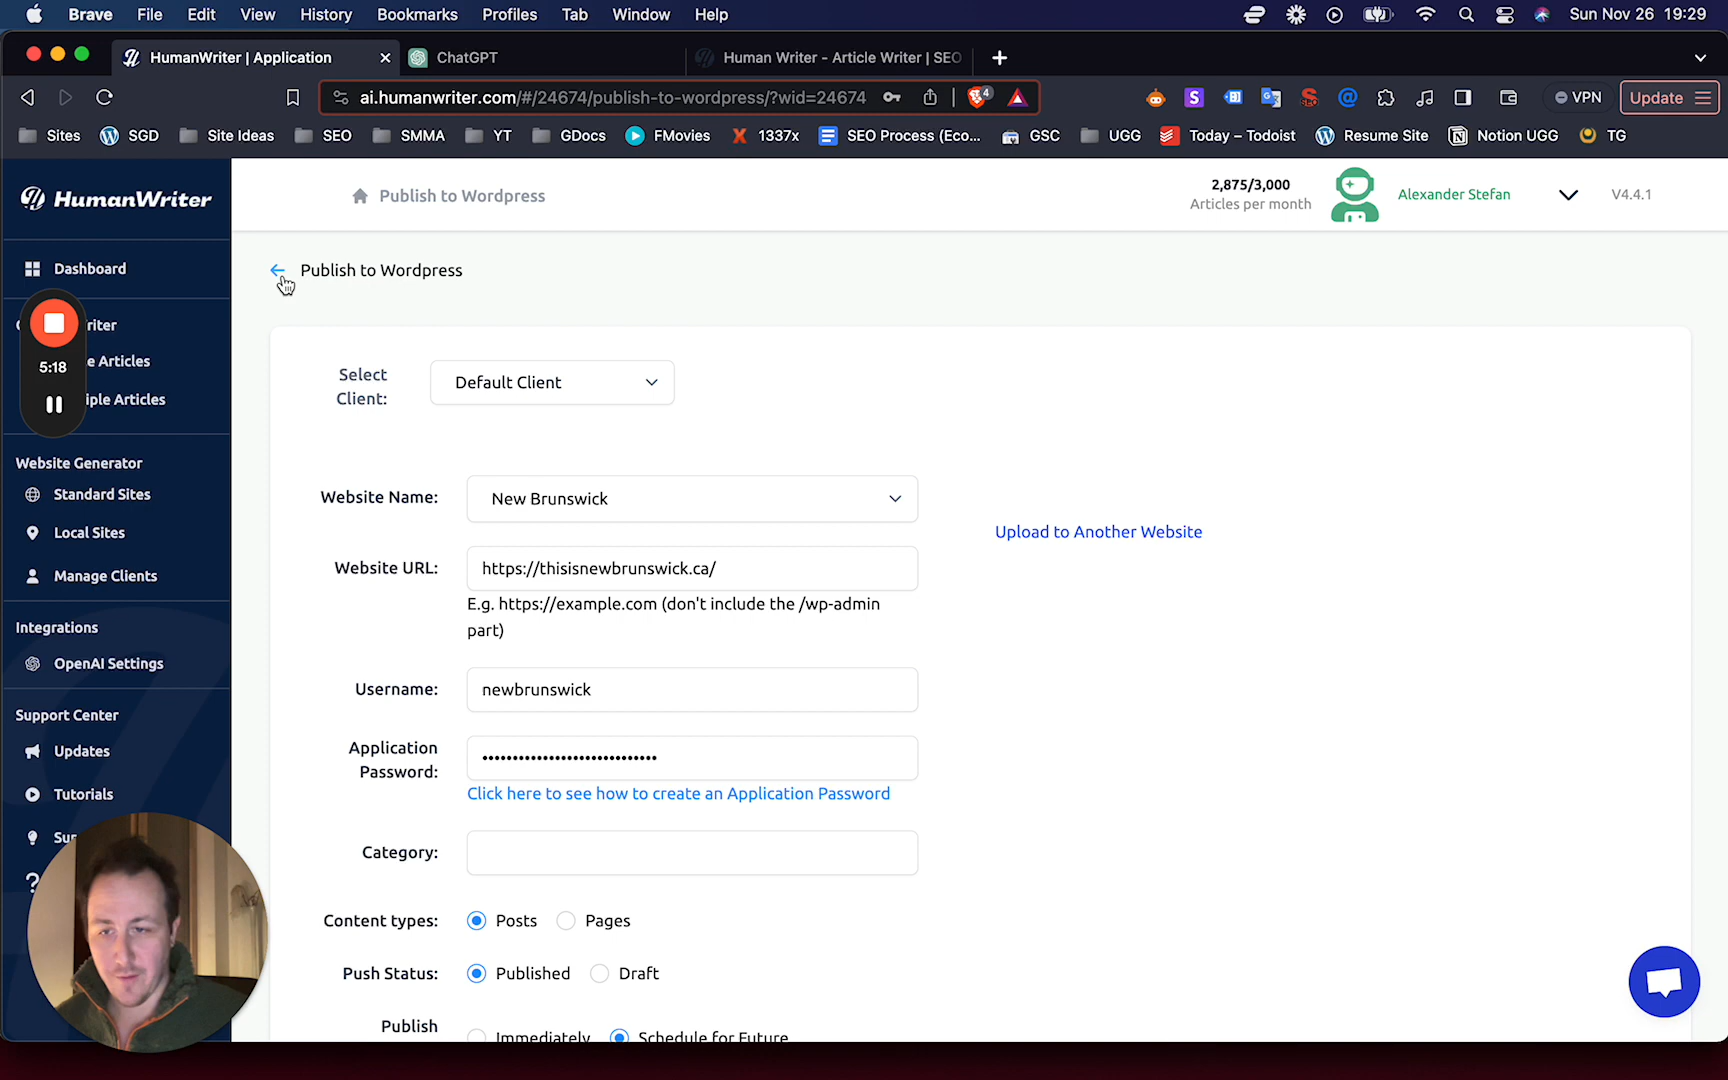 Brave File Edit View History Bookmarks Profiles Tab Window Help Sun Nov 26 19:29
HumanWriter | Application ChatGPT Human Writer - Article Writer | SEO
ai.humanwriter.com/#/24674/publish-to-wordpress/?wid=24674 4 VPN Update
Sites SGD Site Ideas SEO SMMA YT GDocs FMovies 1337x SEO Process (Eco... GSC UGG Today – Todoist Resume Site Notion UGG TG
HumanWriter
Publish to Wordpress
2,875/3,000
Articles per month
Alexander Stefan
V4.4.1
Dashboard
Publish to Wordpress
riter
e Articles
5:18
iple Articles
Website Generator
Standard Sites
Local Sites
Manage Clients
Integrations
OpenAI Settings
Support Center
Updates
Tutorials
Select
Client:
Default Client
Website Name:
New Brunswick
Upload to Another Website
Website URL:
https://thisisnewbrunswick.ca/
E.g. https://example.com (don't include the /wp-admin
part)
Username:
newbrunswick
Application
Password:
Click here to see how to create an Application Password
Category:
Content types:
Posts Pages
Push Status:
Published Draft
Publish
Immediately Schedule for Future